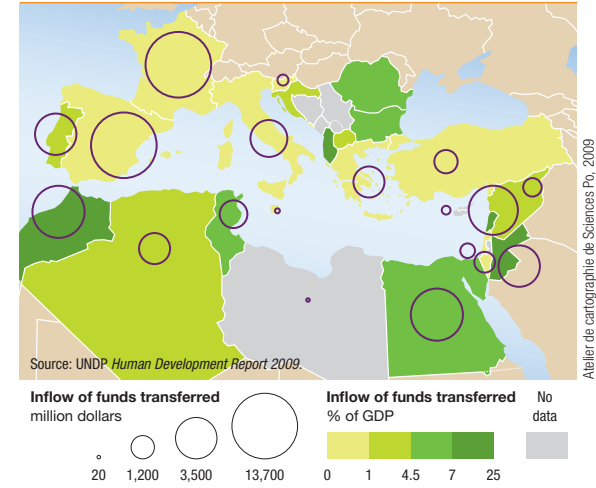 Atelier de cartographie de Sciences Po, 2009
Source: UNDP Human Development Report 2009.
Inflow of funds transferred
million dollars
20 1,200 3,500 13,700
Inflow of funds transferred
% of GDP
0 1 4.5 7 25
No
data